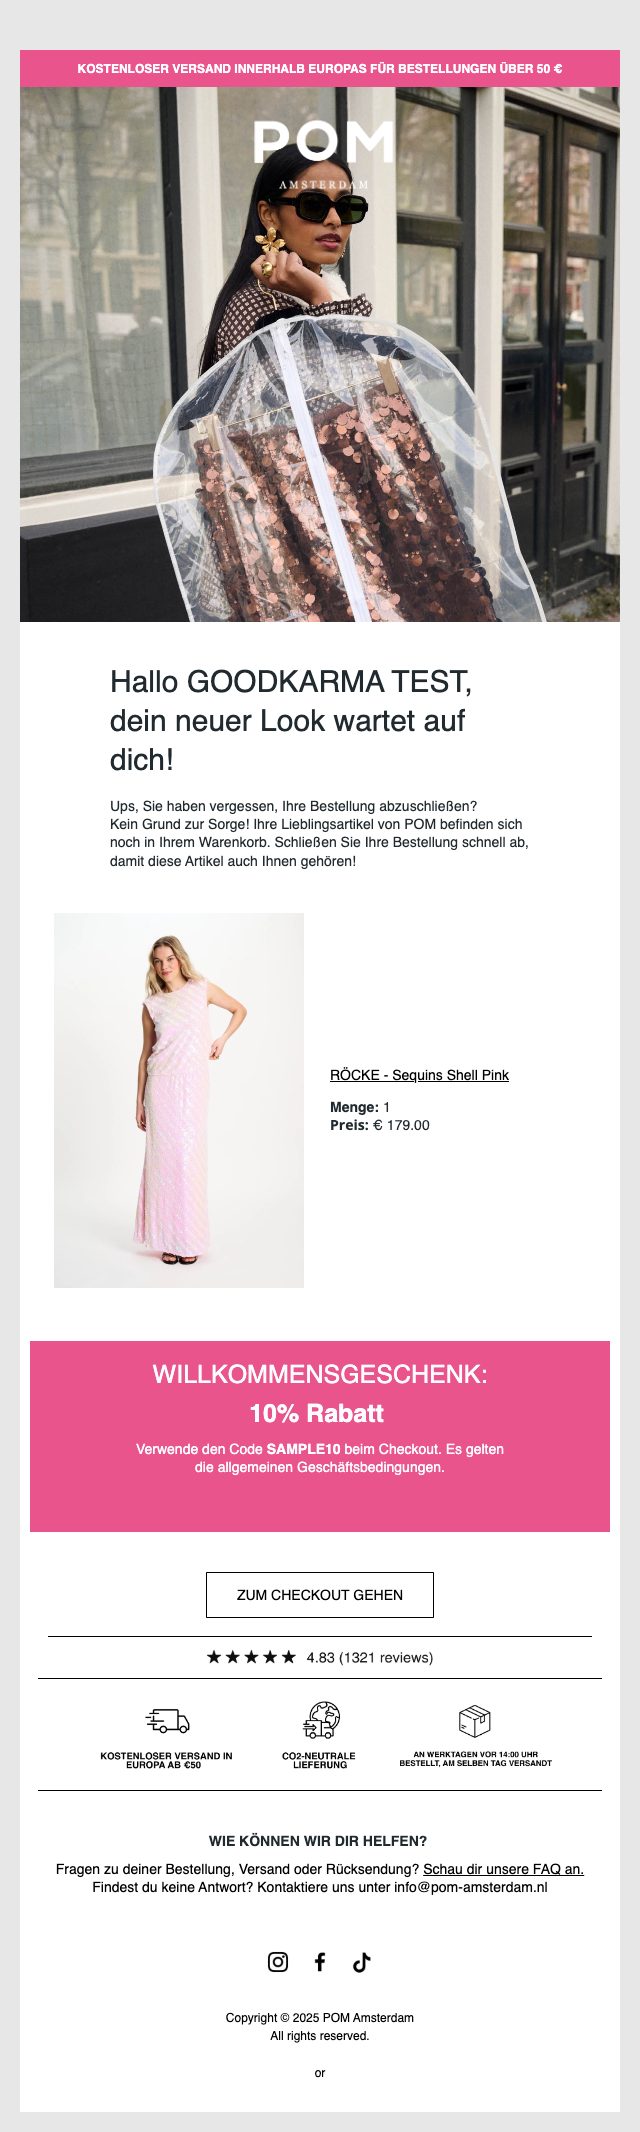 KOSTENLOSER VERSAND INNERHALB EUROPAS FÜR BESTELLUNGEN ÜBER 50 €
POM
AMSTERDAM
Hallo GOODKARMA TEST,
dein neuer Look wartet auf
dich!
Ups, Sie haben vergessen, Ihre Bestellung abzuschließen?
Kein Grund zur Sorge! Ihre Lieblingsartikel von POM befinden sich
noch in Ihrem Warenkorb. Schließen Sie Ihre Bestellung schnell ab,
damit diese Artikel auch Ihnen gehören!
RÖCKE - Sequins Shell Pink
Menge: 1
Preis: € 179.00
WILLKOMMENSGESCHENK:
10% Rabatt
Verwende den Code SAMPLE10 beim Checkout. Es gelten
die allgemeinen Geschäftsbedingungen.
ZUM CHECKOUT GEHEN
4.83 (1321 reviews)
KOSTENLOSER VERSAND IN
EUROPA AB €50
CO2-NEUTRALE
LIEFERUNG
AN WERKTAGEN VOR 14:00 UHR
BESTELLT, AM SELBEN TAG VERSANDT
WIE KÖNNEN WIR DIR HELFEN?
Fragen zu deiner Bestellung, Versand oder Rücksendung? Schau dir unsere FAQ an.
Findest du keine Antwort? Kontaktiere uns unter info@pom-amsterdam.nl
Copyright © 2025 POM Amsterdam
All rights reserved.
or